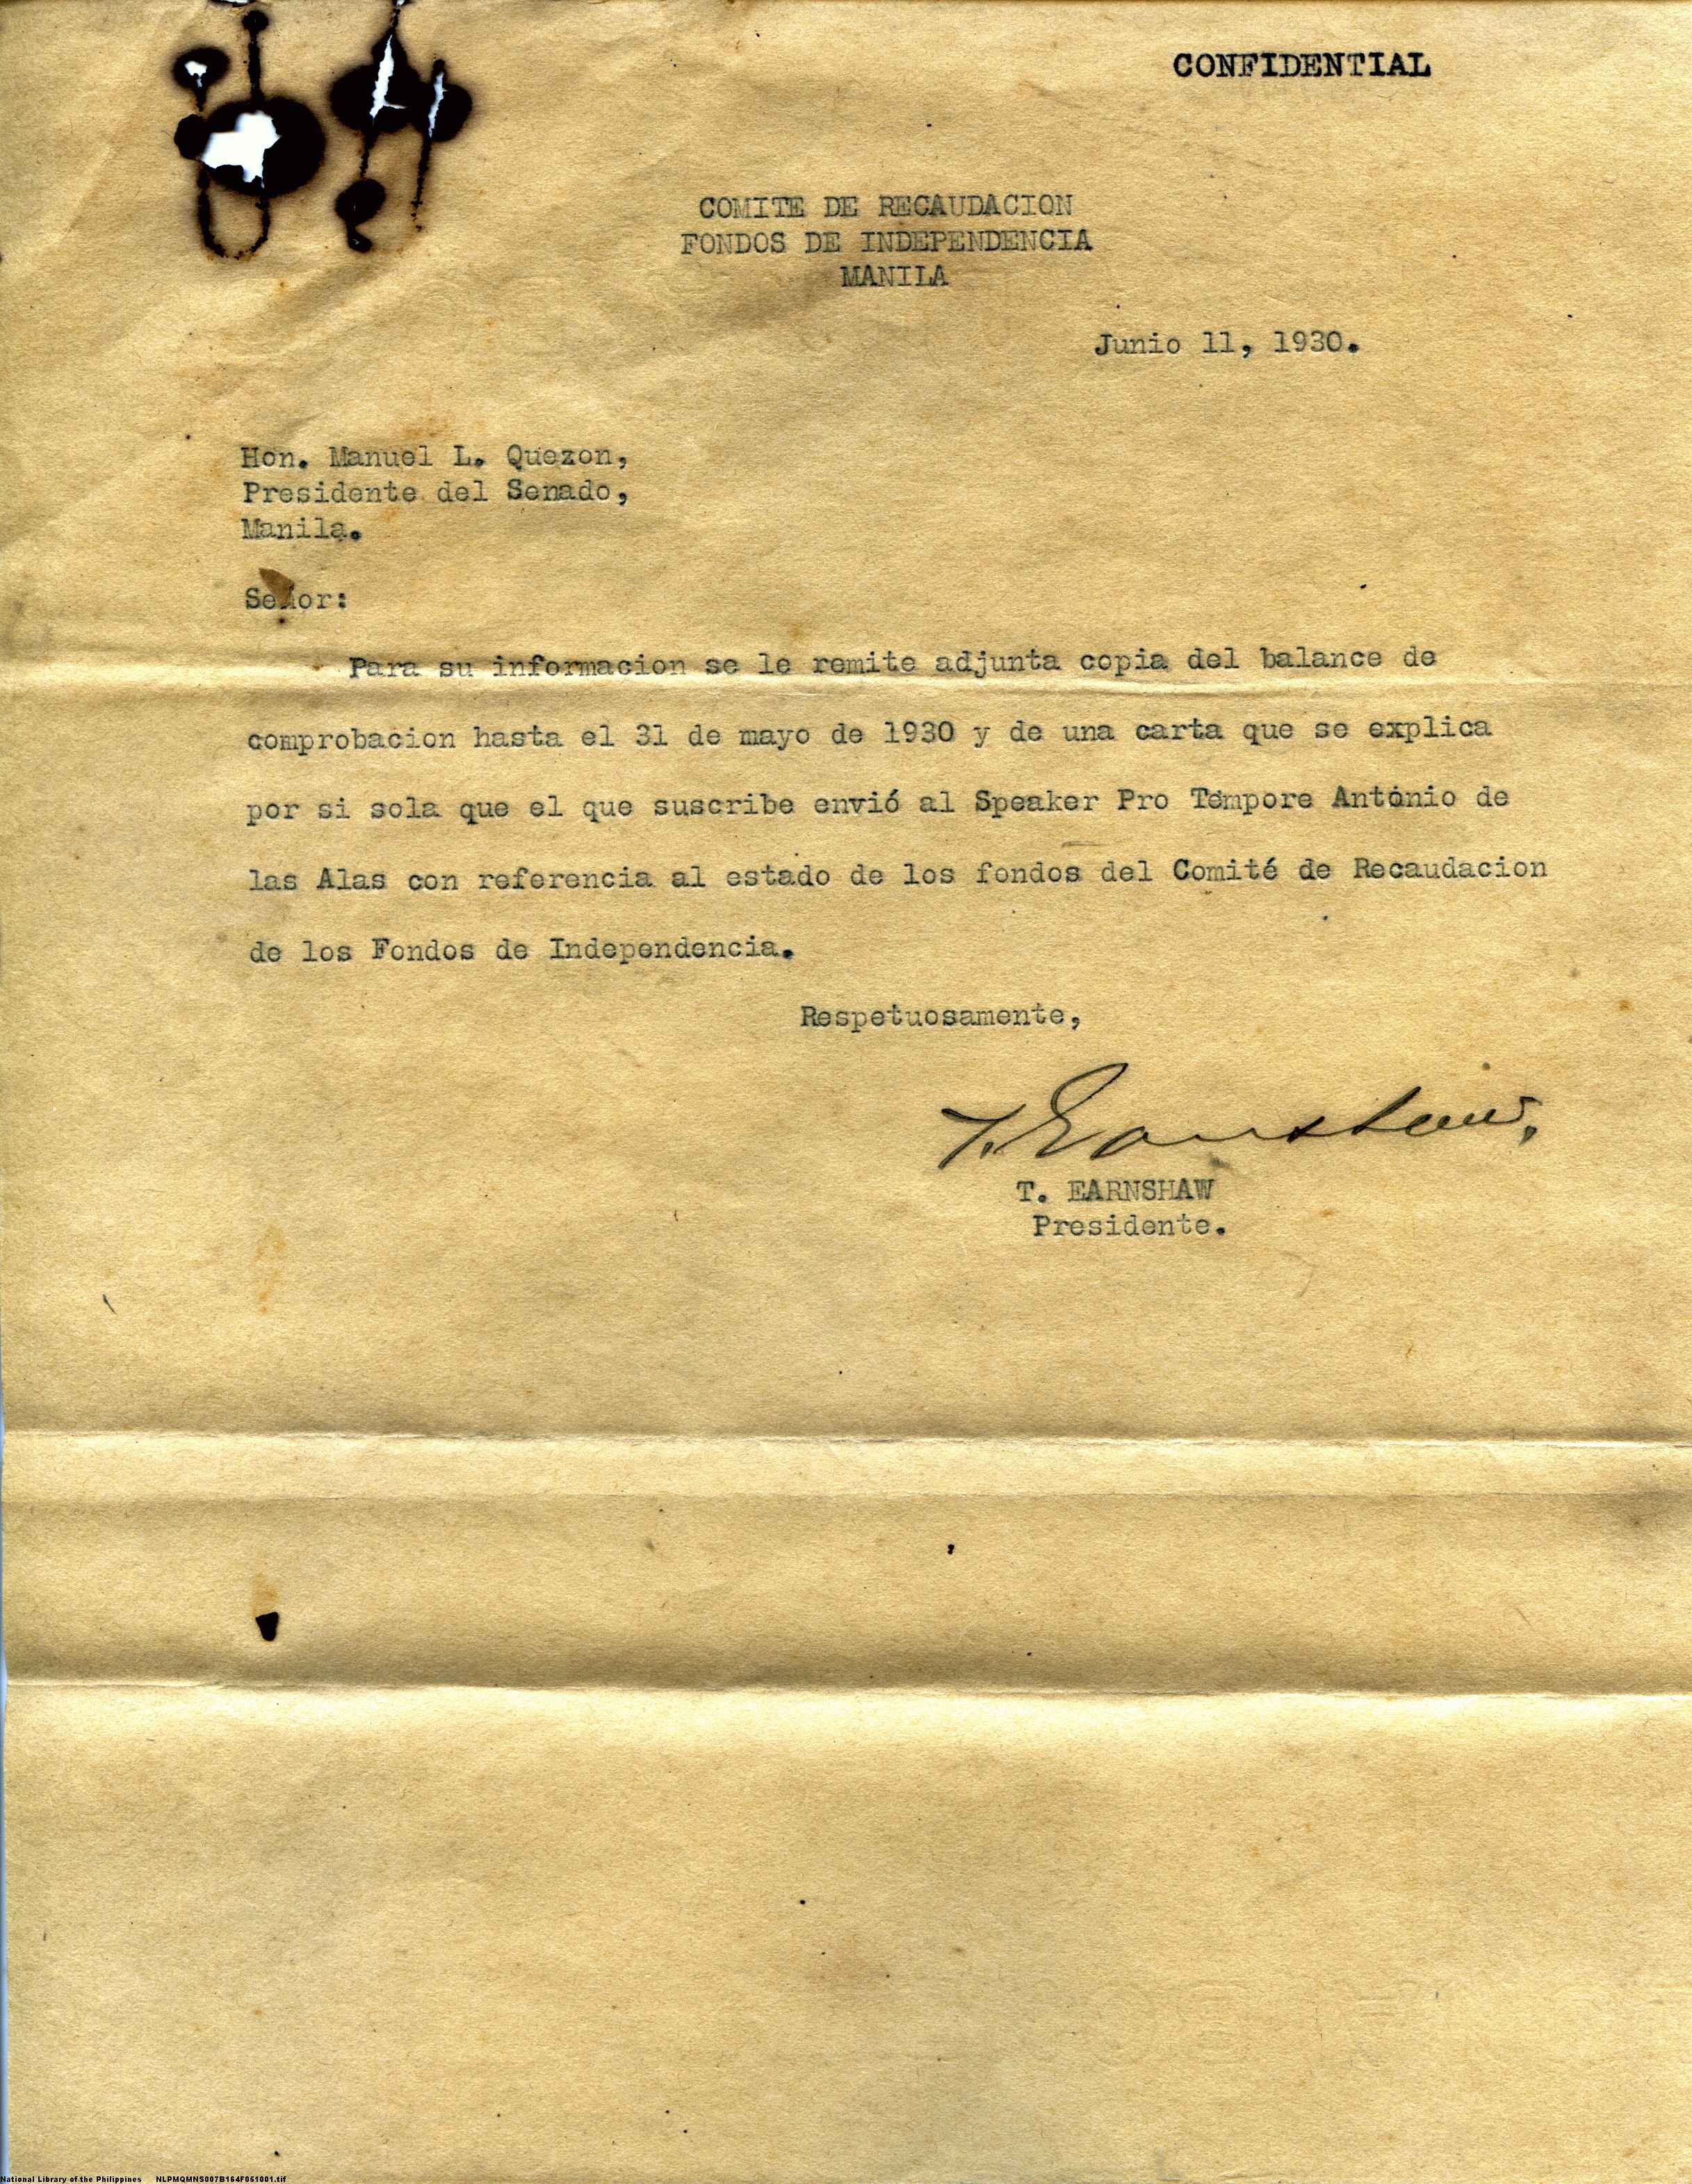 CONFIDENTIAL
COMITE DE RECAUDACION
FONDOS DE INDEPENDENCIA
MANILA
Junio 11, 1930.
Hon. Manuel L. Quezon,
Presidente del Senado,
Manila.
Señor:
Para su informacion se le remite adjunta copia del balance de
comprobacion hasta el 31 de mayo de 1930 y de una carta que se explica
por si sola que el que suscribe envió al Speaker Pro Tempore Antonio de
las Alas con referencia al estado de los fondos del Comité de Recaudacion
de los Fondos de Independencia.
Respetuosamente,
T. Earnshaw,
T. EARNSHAW
Presidente.
National Library of the Philippines NLPMQMNS007B164F061001.tif